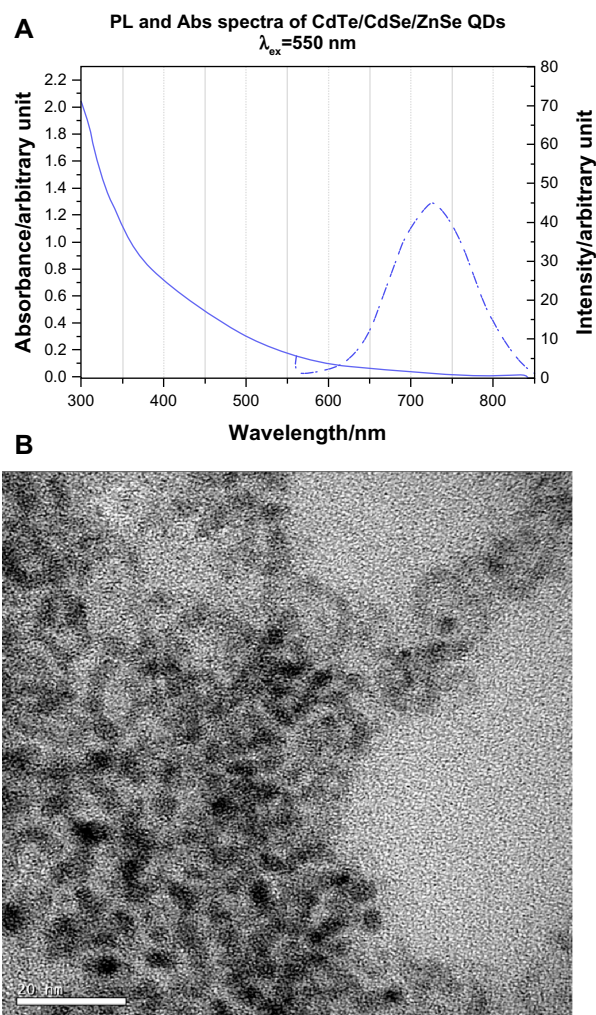 A
PL and Abs spectra of CdTe/CdSe/ZnSe QDs
λex=550 nm
Absorbance/arbitrary unit
2.2
2.0
1.8
1.6
1.4
1.2
1.0
0.8
0.6
0.4
0.2
0.0
80
70
60
50
40
30
20
10
0
Intensity/arbitrary unit
300 400 500 600 700 800
Wavelength/nm
B
20 nm